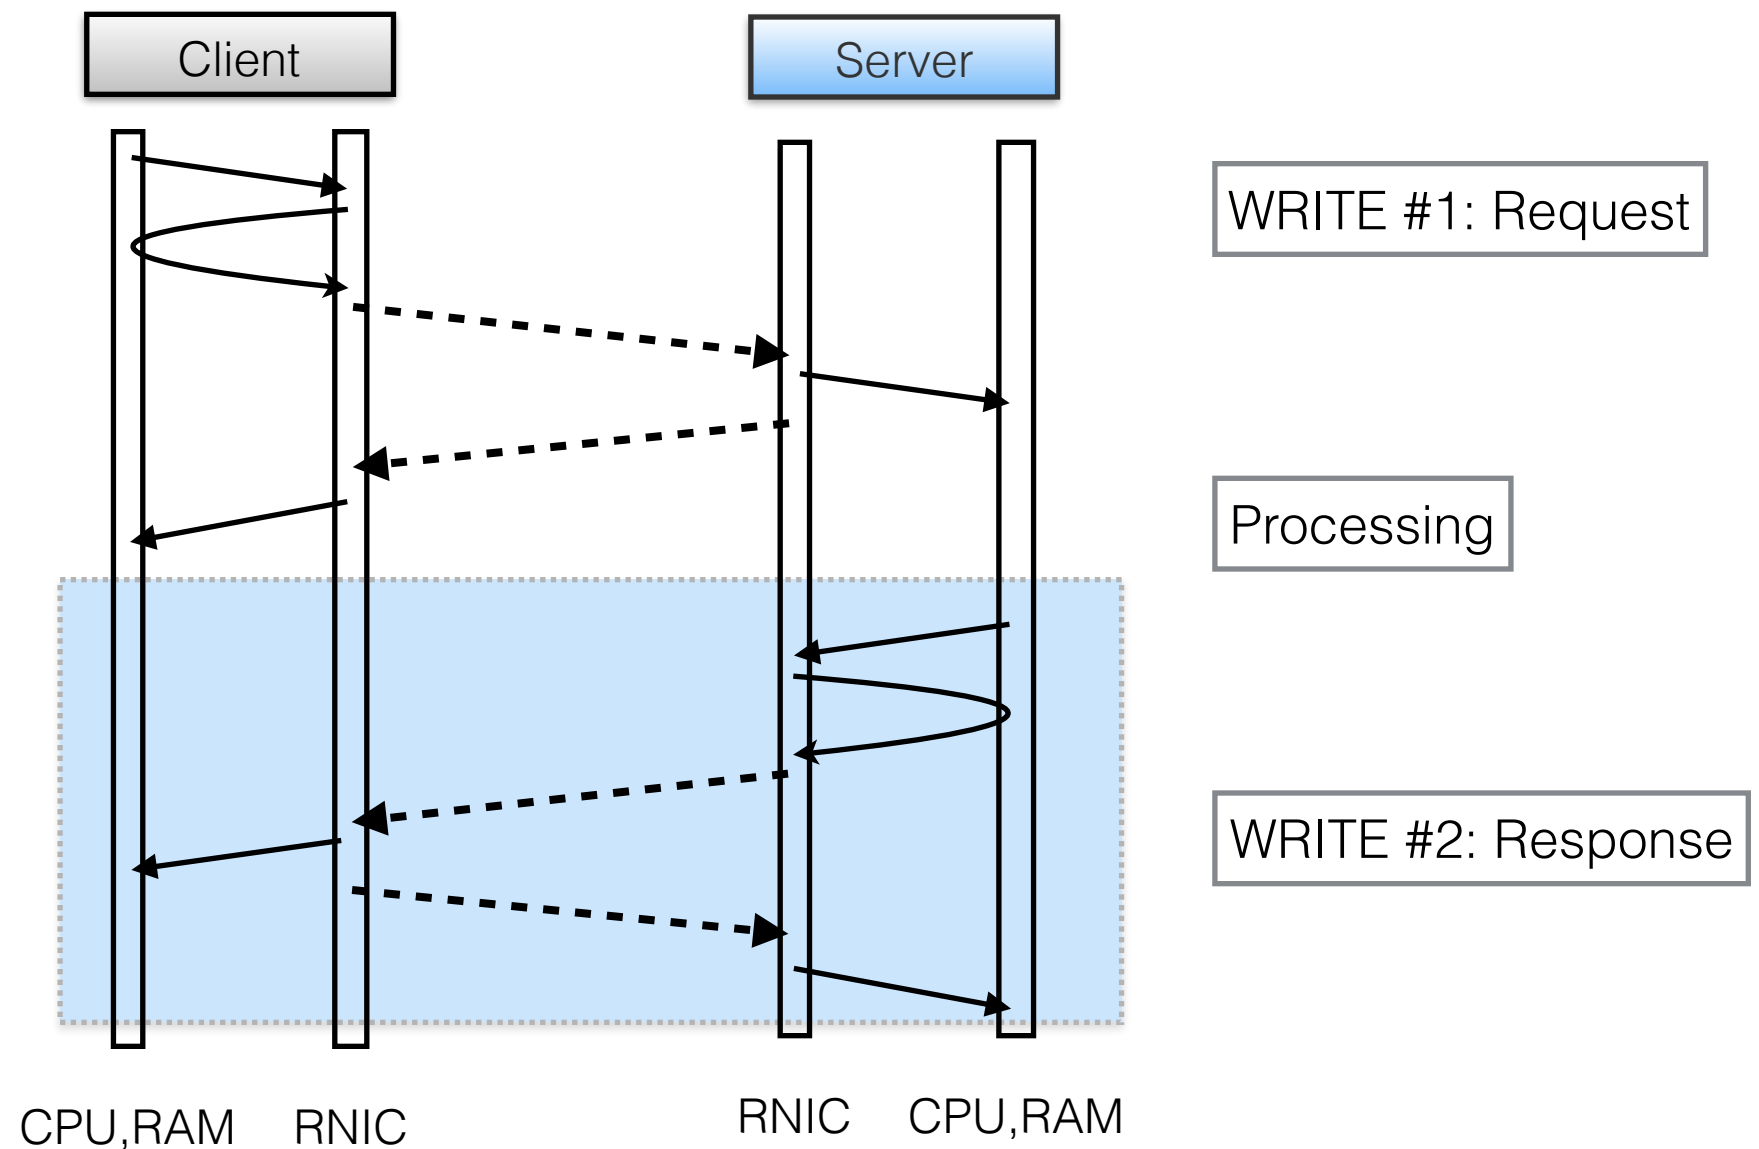 Client
Server
WRITE #1: Request
Processing
WRITE #2: Response
CPU,RAM
RNIC
RNIC
CPU,RAM